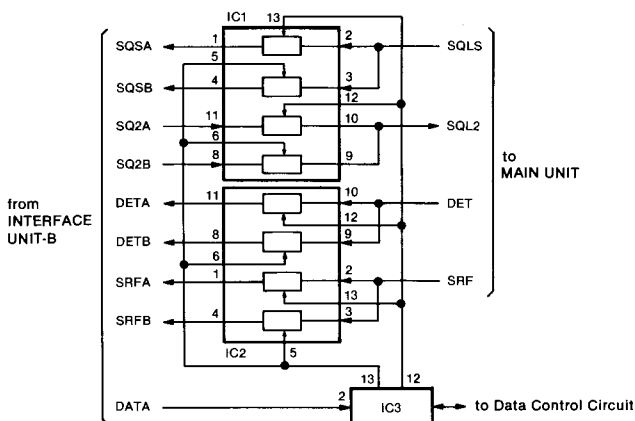 IC1 13
SQSA 1 2 SQLS
5
SQSB 4 3
12
SQ2A 11 10 SQL2
6
SQ2B 8 9
to
MAIN UNIT
from
INTERFACE
UNIT-B
DETA 11 10 DET
12
DETB 8 9
6
SRFA 1 2 SRF
13
SRFB 4 3
IC2 5
13 12
DATA 2 IC3 to Data Control Circuit